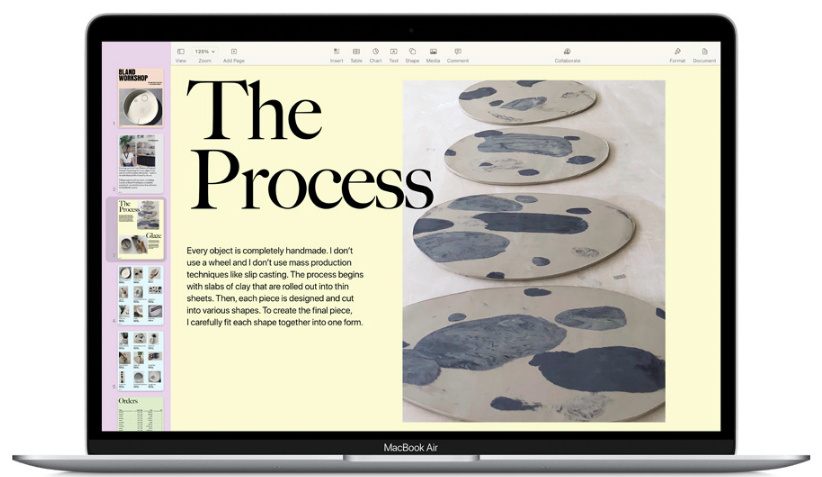 125%
View
Zoom
Add Page
Insert
Table
Chart
Text
Shape
Media
Comment
Collaborate
Format
Document
BLAND
WORKSHOP
The
Process
Glaze
Orders
The
Process
Every object is completely handmade. I don't
use a wheel and I don't use mass production
techniques like slip casting. The process begins
with slabs of clay that are rolled out into thin
sheets. Then, each piece is designed and cut
into various shapes. To create the final piece,
I carefully fit each shape together into one form.
MacBook Air